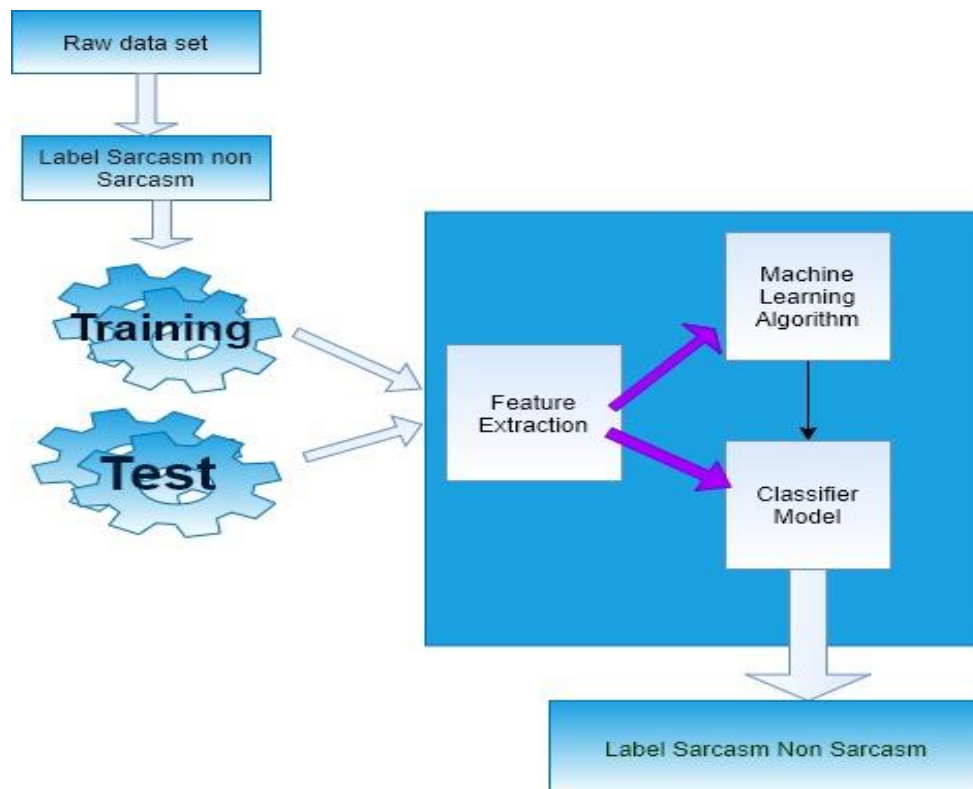 Raw data set
Label Sarcasm non
Sarcasm
Training
Test
Feature
Extraction
Machine
Learning
Algorithm
Classifier
Model
Label Sarcasm Non Sarcasm